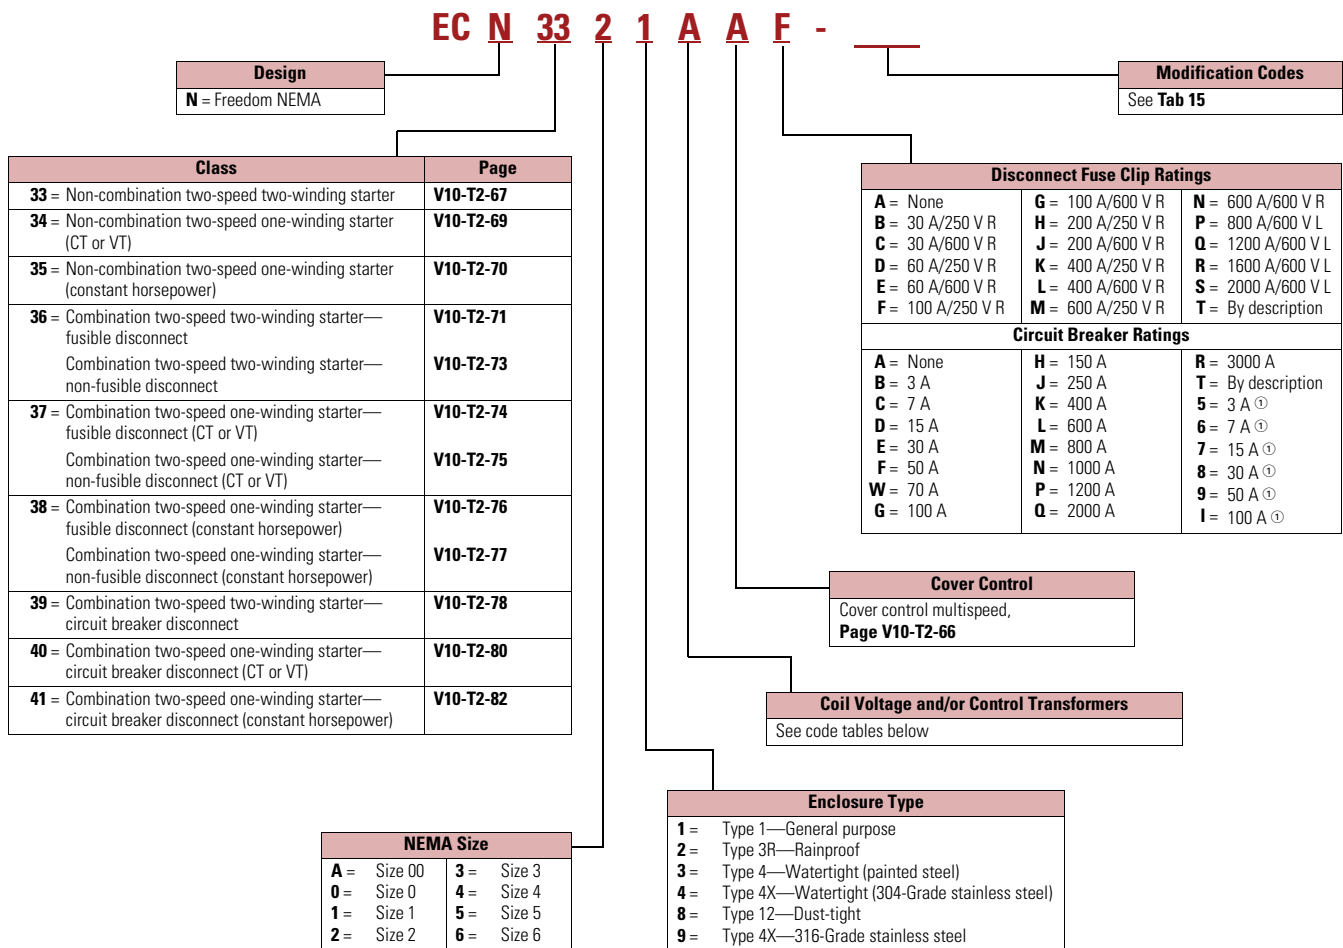 EC N 33 2 1 A A F -
Design
N = Freedom NEMA
Modification Codes
See Tab 15
Class Page
33 = Non-combination two-speed two-winding starter V10-T2-67
34 = Non-combination two-speed one-winding starter V10-T2-69
(CT or VT)
35 = Non-combination two-speed one-winding starter V10-T2-70
(constant horsepower)
36 = Combination two-speed two-winding starter— V10-T2-71
fusible disconnect
Combination two-speed two-winding starter— V10-T2-73
non-fusible disconnect
37 = Combination two-speed one-winding starter— V10-T2-74
fusible disconnect (CT or VT)
Combination two-speed one-winding starter— V10-T2-75
non-fusible disconnect (CT or VT)
38 = Combination two-speed one-winding starter— V10-T2-76
fusible disconnect (constant horsepower)
Combination two-speed one-winding starter— V10-T2-77
non-fusible disconnect (constant horsepower)
39 = Combination two-speed two-winding starter— V10-T2-78
circuit breaker disconnect
40 = Combination two-speed one-winding starter— V10-T2-80
circuit breaker disconnect (CT or VT)
41 = Combination two-speed one-winding starter— V10-T2-82
circuit breaker disconnect (constant horsepower)
Disconnect Fuse Clip Ratings
A = None G = 100 A/600 V R N = 600 A/600 V R
B = 30 A/250 V R H = 200 A/250 V R P = 800 A/600 V L
C = 30 A/600 V R J = 200 A/600 V R Q = 1200 A/600 V L
D = 60 A/250 V R K = 400 A/250 V R R = 1600 A/600 V L
E = 60 A/600 V R L = 400 A/600 V R S = 2000 A/600 V L
F = 100 A/250 V R M = 600 A/250 V R T = By description
Circuit Breaker Ratings
A = None H = 150 A R = 3000 A
B = 3 A J = 250 A T = By description
C = 7 A K = 400 A 5 = 3 A ①
D = 15 A L = 600 A 6 = 7 A ①
E = 30 A M = 800 A 7 = 15 A ①
F = 50 A N = 1000 A 8 = 30 A ①
W = 70 A P = 1200 A 9 = 50 A ①
G = 100 A Q = 2000 A I = 100 A ①
Cover Control
Cover control multispeed,
Page V10-T2-66
Coil Voltage and/or Control Transformers
See code tables below
Enclosure Type
1 = Type 1—General purpose
2 = Type 3R—Rainproof
3 = Type 4—Watertight (painted steel)
4 = Type 4X—Watertight (304-Grade stainless steel)
8 = Type 12—Dust-tight
9 = Type 4X—316-Grade stainless steel
NEMA Size
A = Size 00 3 = Size 3
0 = Size 0 4 = Size 4
1 = Size 1 5 = Size 5
2 = Size 2 6 = Size 6